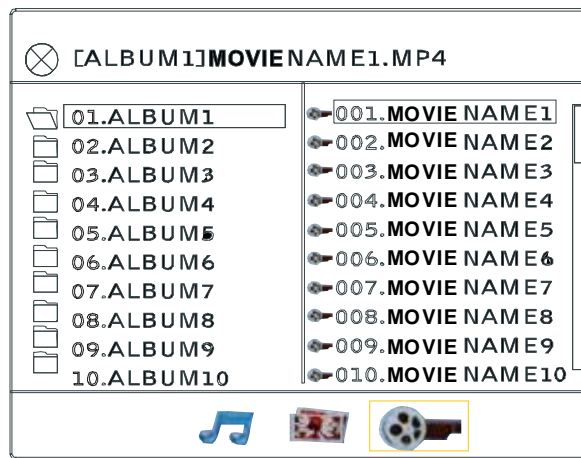 [ALBUM1]MOVIENAME1.MP4
01.ALBUM1
02.ALBUM2
03.ALBUM3
04.ALBUM4
05.ALBUM5
06.ALBUM6
07.ALBUM7
08.ALBUM8
09.ALBUM9
10.ALBUM10
001.MOVIE NAME1
002.MOVIE NAME2
003.MOVIE NAME3
004.MOVIE NAME4
005.MOVIE NAME5
006.MOVIE NAME6
007.MOVIE NAME7
008.MOVIE NAME8
009.MOVIE NAME9
010.MOVIE NAME10